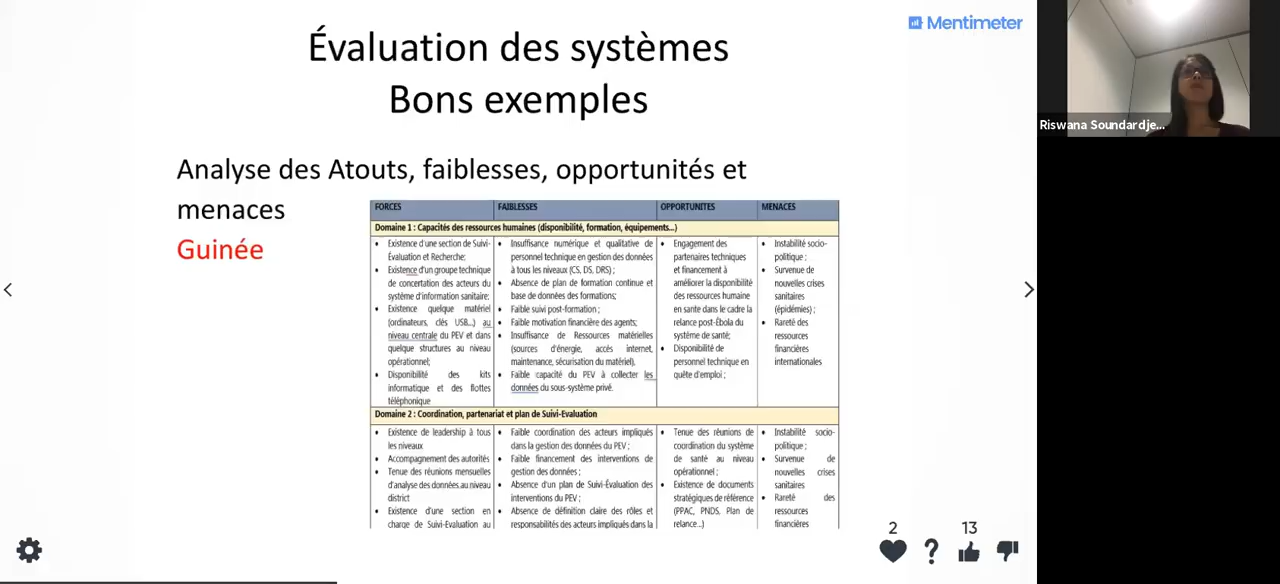 Mentimeter
Évaluation des systèmes
Bons exemples
Riswana Soundardje...
Analyse des Atouts, faiblesses, opportunités et
menaces
Guinée
FORCES
FAIBLESSES
OPPORTUNITES
MENACES
Domaine 1 : Capacités des ressources humaines (disponibilité, formation, équipements...)
• Existence d'une section de Suivi-
Évaluation et Recherche;
• Existence d'un groupe technique
de concertation des acteurs du
système d'information sanitaire;
• Existence quelque matériel
(ordinateurs, clés USB...) au
niveau centrale du PEV et dans
quelque structures au niveau
opérationnel;
• Disponibilité des kits
informatique et des flottes
téléphonique
• Insuffisance numérique et qualitative de
personnel technique en gestion des données
à tous les niveaux (CS, DS, DRS) ;
• Absence de plan de formation continue et
base de données des formations;
• Faible suivi post-formation ;
• Faible motivation financière des agents;
• Insuffisance de Ressources matérielles
(sources d'énergie, accès internet,
maintenance, sécurisation du matériel),
• Faible capacité du PEV à collecter les
données du sous-système privé.
• Engagement des
partenaires techniques
et financement à
améliorer la disponibilité
des ressources humaine
en santé dans le cadre la
relance post-Ébola du
système de santé;
• Disponibilité de
personnel technique en
quête d'emploi ;
• Instabilité socio-
politique ;
• Survenue de
nouvelles crises
sanitaires
(épidémies) ;
• Rareté des
ressources
financières
internationales
Domaine 2 : Coordination, partenariat et plan de Suivi-Evaluation
• Existence de leadership à tous
les niveaux
• Accompagnement des autorités
• Tenue des réunions mensuelles
d'analyse des données au niveau
district
• Existence d'une section en
charge de Suivi-Evaluation au
• Faible coordination des acteurs impliqués
dans la gestion des données du PEV ;
• Faible financement des interventions de
gestion des données ;
• Absence d'un plan de Suivi-Évaluation des
interventions du PEV ;
• Absence de définition claire des rôles et
responsabilités des acteurs impliqués dans la
• Tenue des réunions de
coordination du système
de santé au niveau
opérationnel ;
• Existence de documents
stratégiques de référence
(PPAC, PNDS, Plan de
relance...)
• Instabilité socio-
politique ;
• Survenue de
nouvelles crises
sanitaires
• Rareté des
ressources
financières
2
13